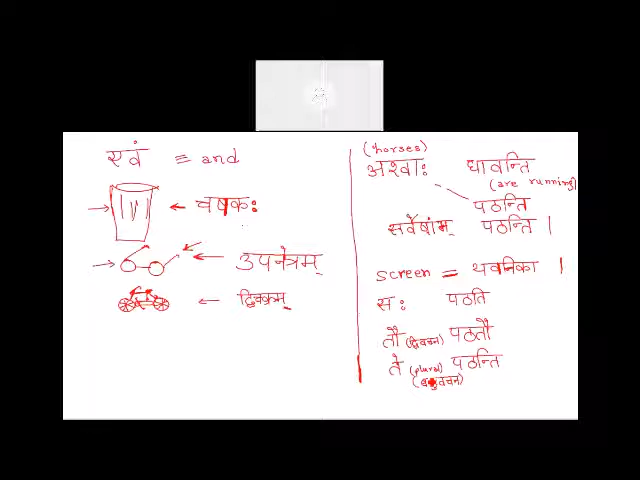 एवं = and
चषकः
उपनेत्रम्
द्विचक्रम्
(horses)
अश्वाः धावन्ति
(are running)
पठन्ति
सर्वेषाम् पठन्ति |
screen = यवनिका |
सः पठति
तौ (द्विवचन) पठतौ
ते (plural) पठन्ति
(बहुवचन)